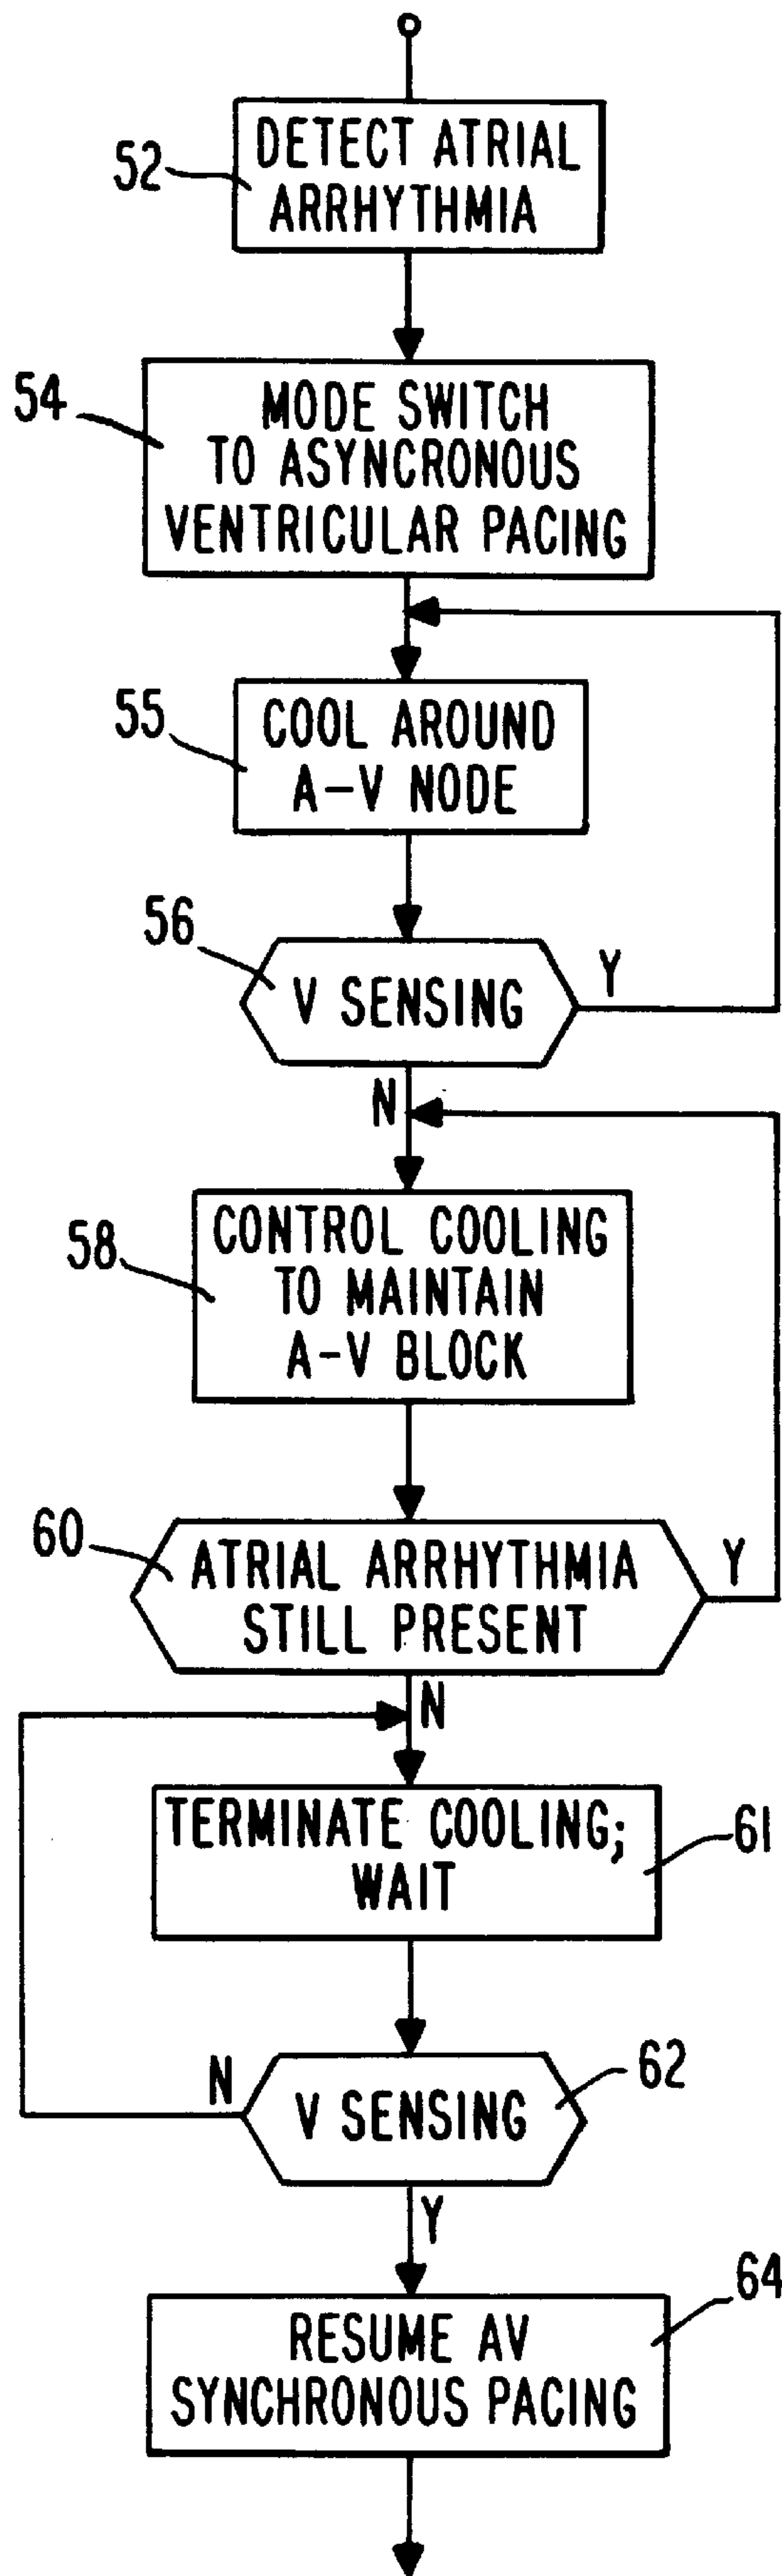 52
DETECT ATRIAL
ARRHYTHMIA
54
MODE SWITCH
TO ASYNCRONOUS
VENTRICULAR PACING
55
COOL AROUND
A-V NODE
56
V SENSING
Y
N
58
CONTROL COOLING
TO MAINTAIN
A-V BLOCK
60
ATRIAL ARRHYTHMIA
STILL PRESENT
Y
N
TERMINATE COOLING;
WAIT
61
N
V SENSING
62
Y
64
RESUME AV
SYNCHRONOUS PACING